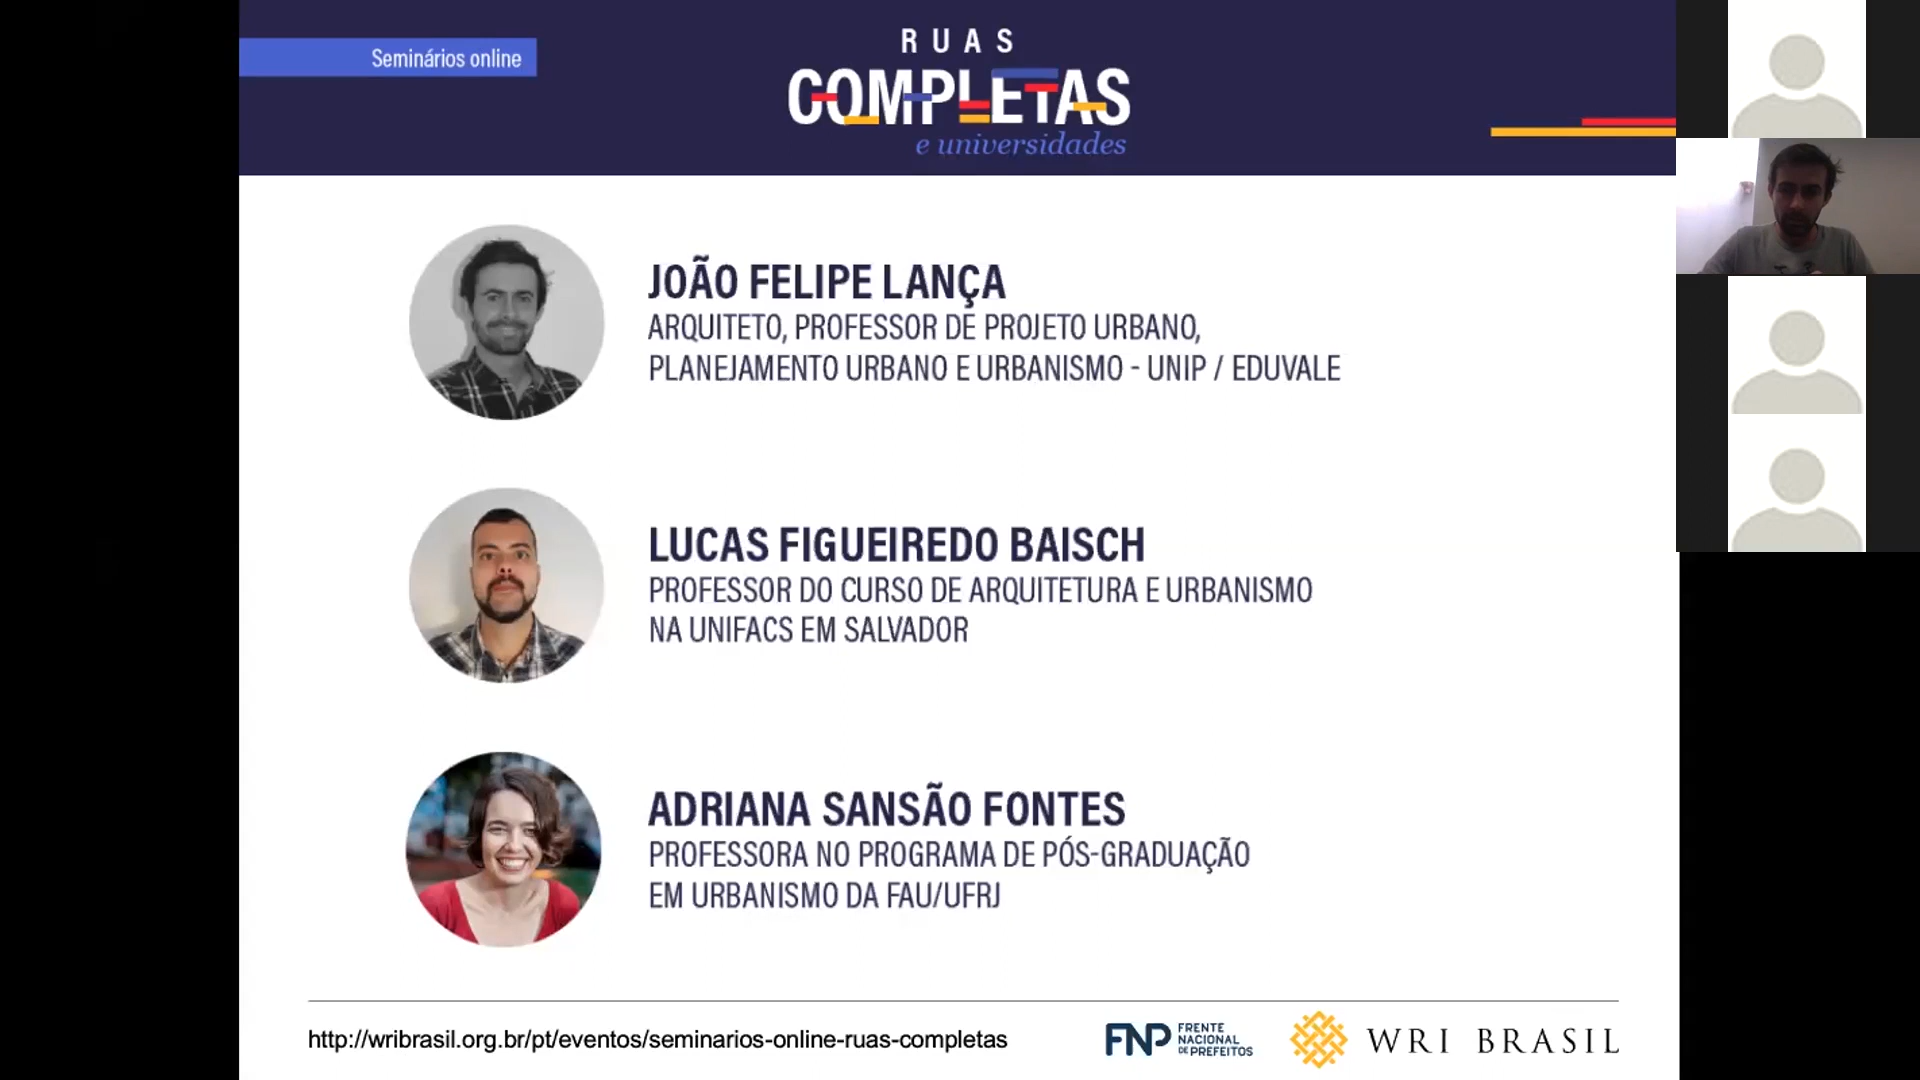 Seminários online
RUAS
COMPLETAS
e universidades
JOÃO FELIPE LANÇA
ARQUITETO, PROFESSOR DE PROJETO URBANO,
PLANEJAMENTO URBANO E URBANISMO - UNIP / EDUVALE
LUCAS FIGUEIREDO BAISCH
PROFESSOR DO CURSO DE ARQUITETURA E URBANISMO
NA UNIFACS EM SALVADOR
ADRIANA SANSÃO FONTES
PROFESSORA NO PROGRAMA DE PÓS-GRADUAÇÃO
EM URBANISMO DA FAU/UFRJ
http://wribrasil.org.br/pt/eventos/seminarios-online-ruas-completas
FNP FRENTE
NACIONAL
DE PREFEITOS
WRI BRASIL